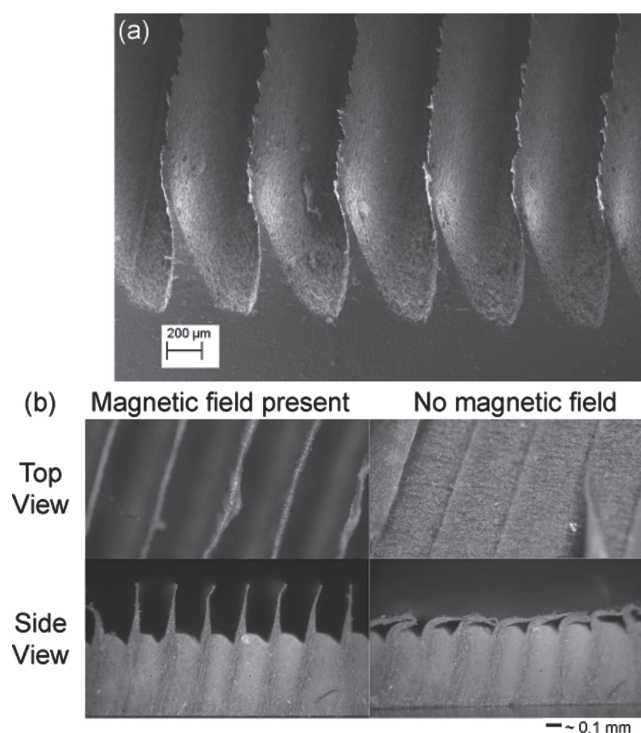 (a)
200 µm
(b)
Magnetic field present
No magnetic field
Top
View
Side
View
~ 0.1 mm